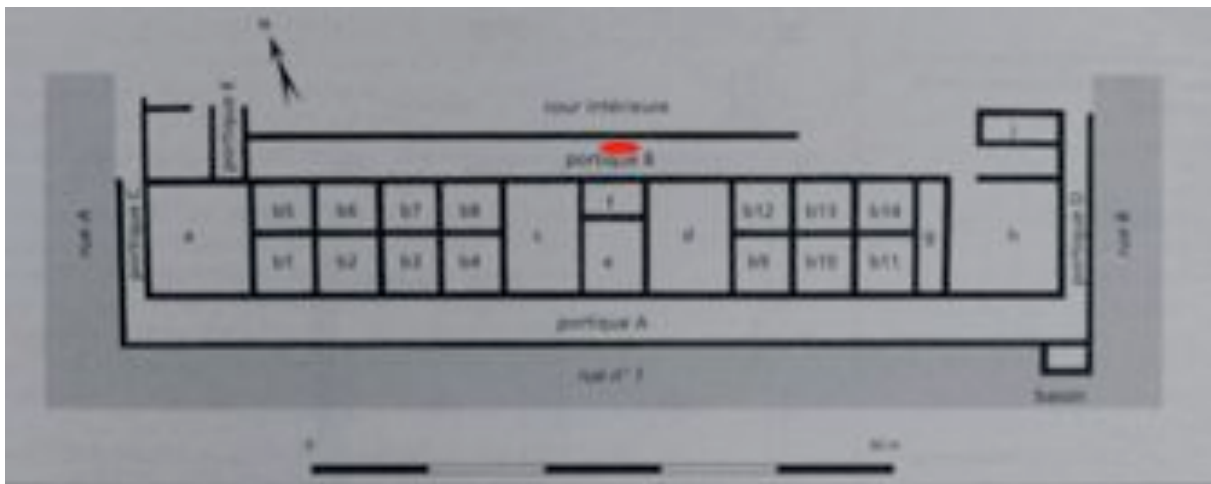 N
cour intérieure
portique E
portique B
rue A
portique C
a
b5
b6
b7
b8
c
f
d
b12
b13
b14
g
h
portique D
rue B
b1
b2
b3
b4
e
b9
b10
b11
portique A
rue n° 1
bassin
0